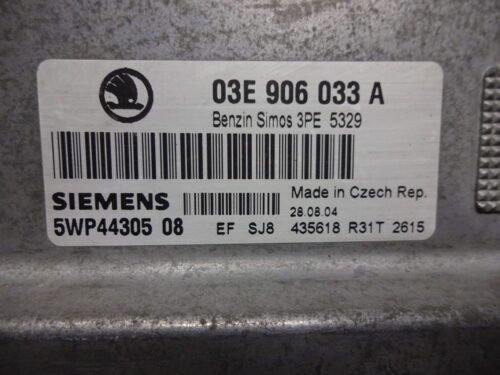 03E 906 033 A
Benzin Simos 3PE 5329
SIEMENS
Made in Czech Rep.
28.08.04
5WP44305 08
EF SJ8
435618 R31T 2615